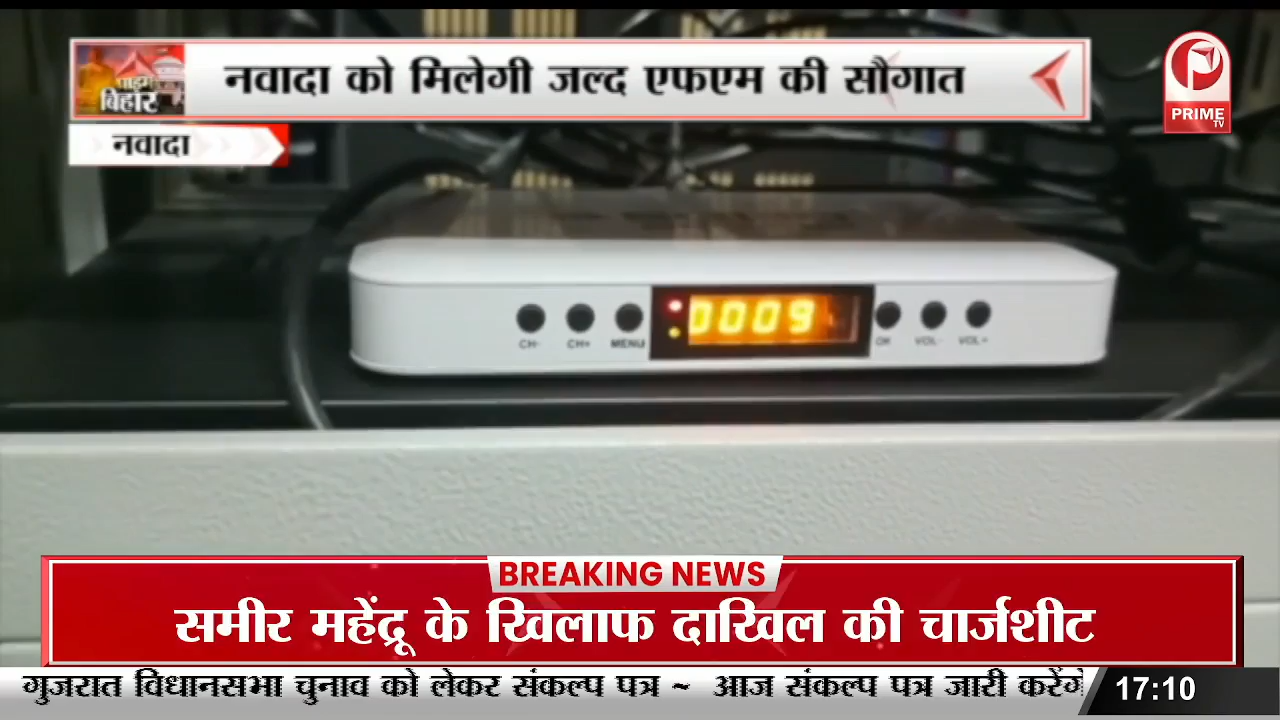 नवादा को मिलेगी जल्द एफएम की सौगात
प्राइम
बिहार
PRIME
TV
नवादा
0009
CH- CH+ MENU OK VOL- VOL+
BREAKING NEWS
समीर महेंद्रू के खिलाफ दाखिल की चार्जशीट
गुजरात विधानसभा चुनाव को लेकर संकल्प पत्र ~ आज संकल्प पत्र जारी करेंगे
17:10